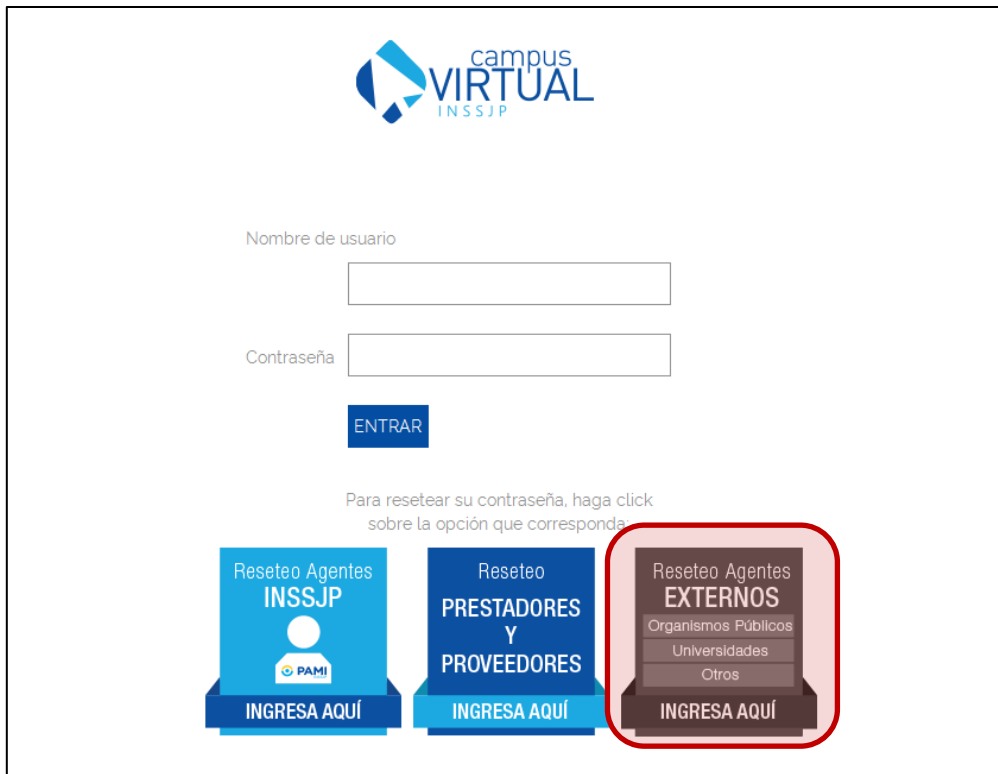 campus
VIRTUAL
INSSJP
Nombre de usuario
Contraseña
ENTRAR
Para resetear su contraseña, haga click
sobre la opción que corresponda:
Reseteo Agentes
INSSJP
PAMI
INGRESA AQUÍ
Reseteo
PRESTADORES
Y
PROVEEDORES
INGRESA AQUÍ
Reseteo Agentes
EXTERNOS
Organismos Públicos
Universidades
Otros
INGRESA AQUÍ